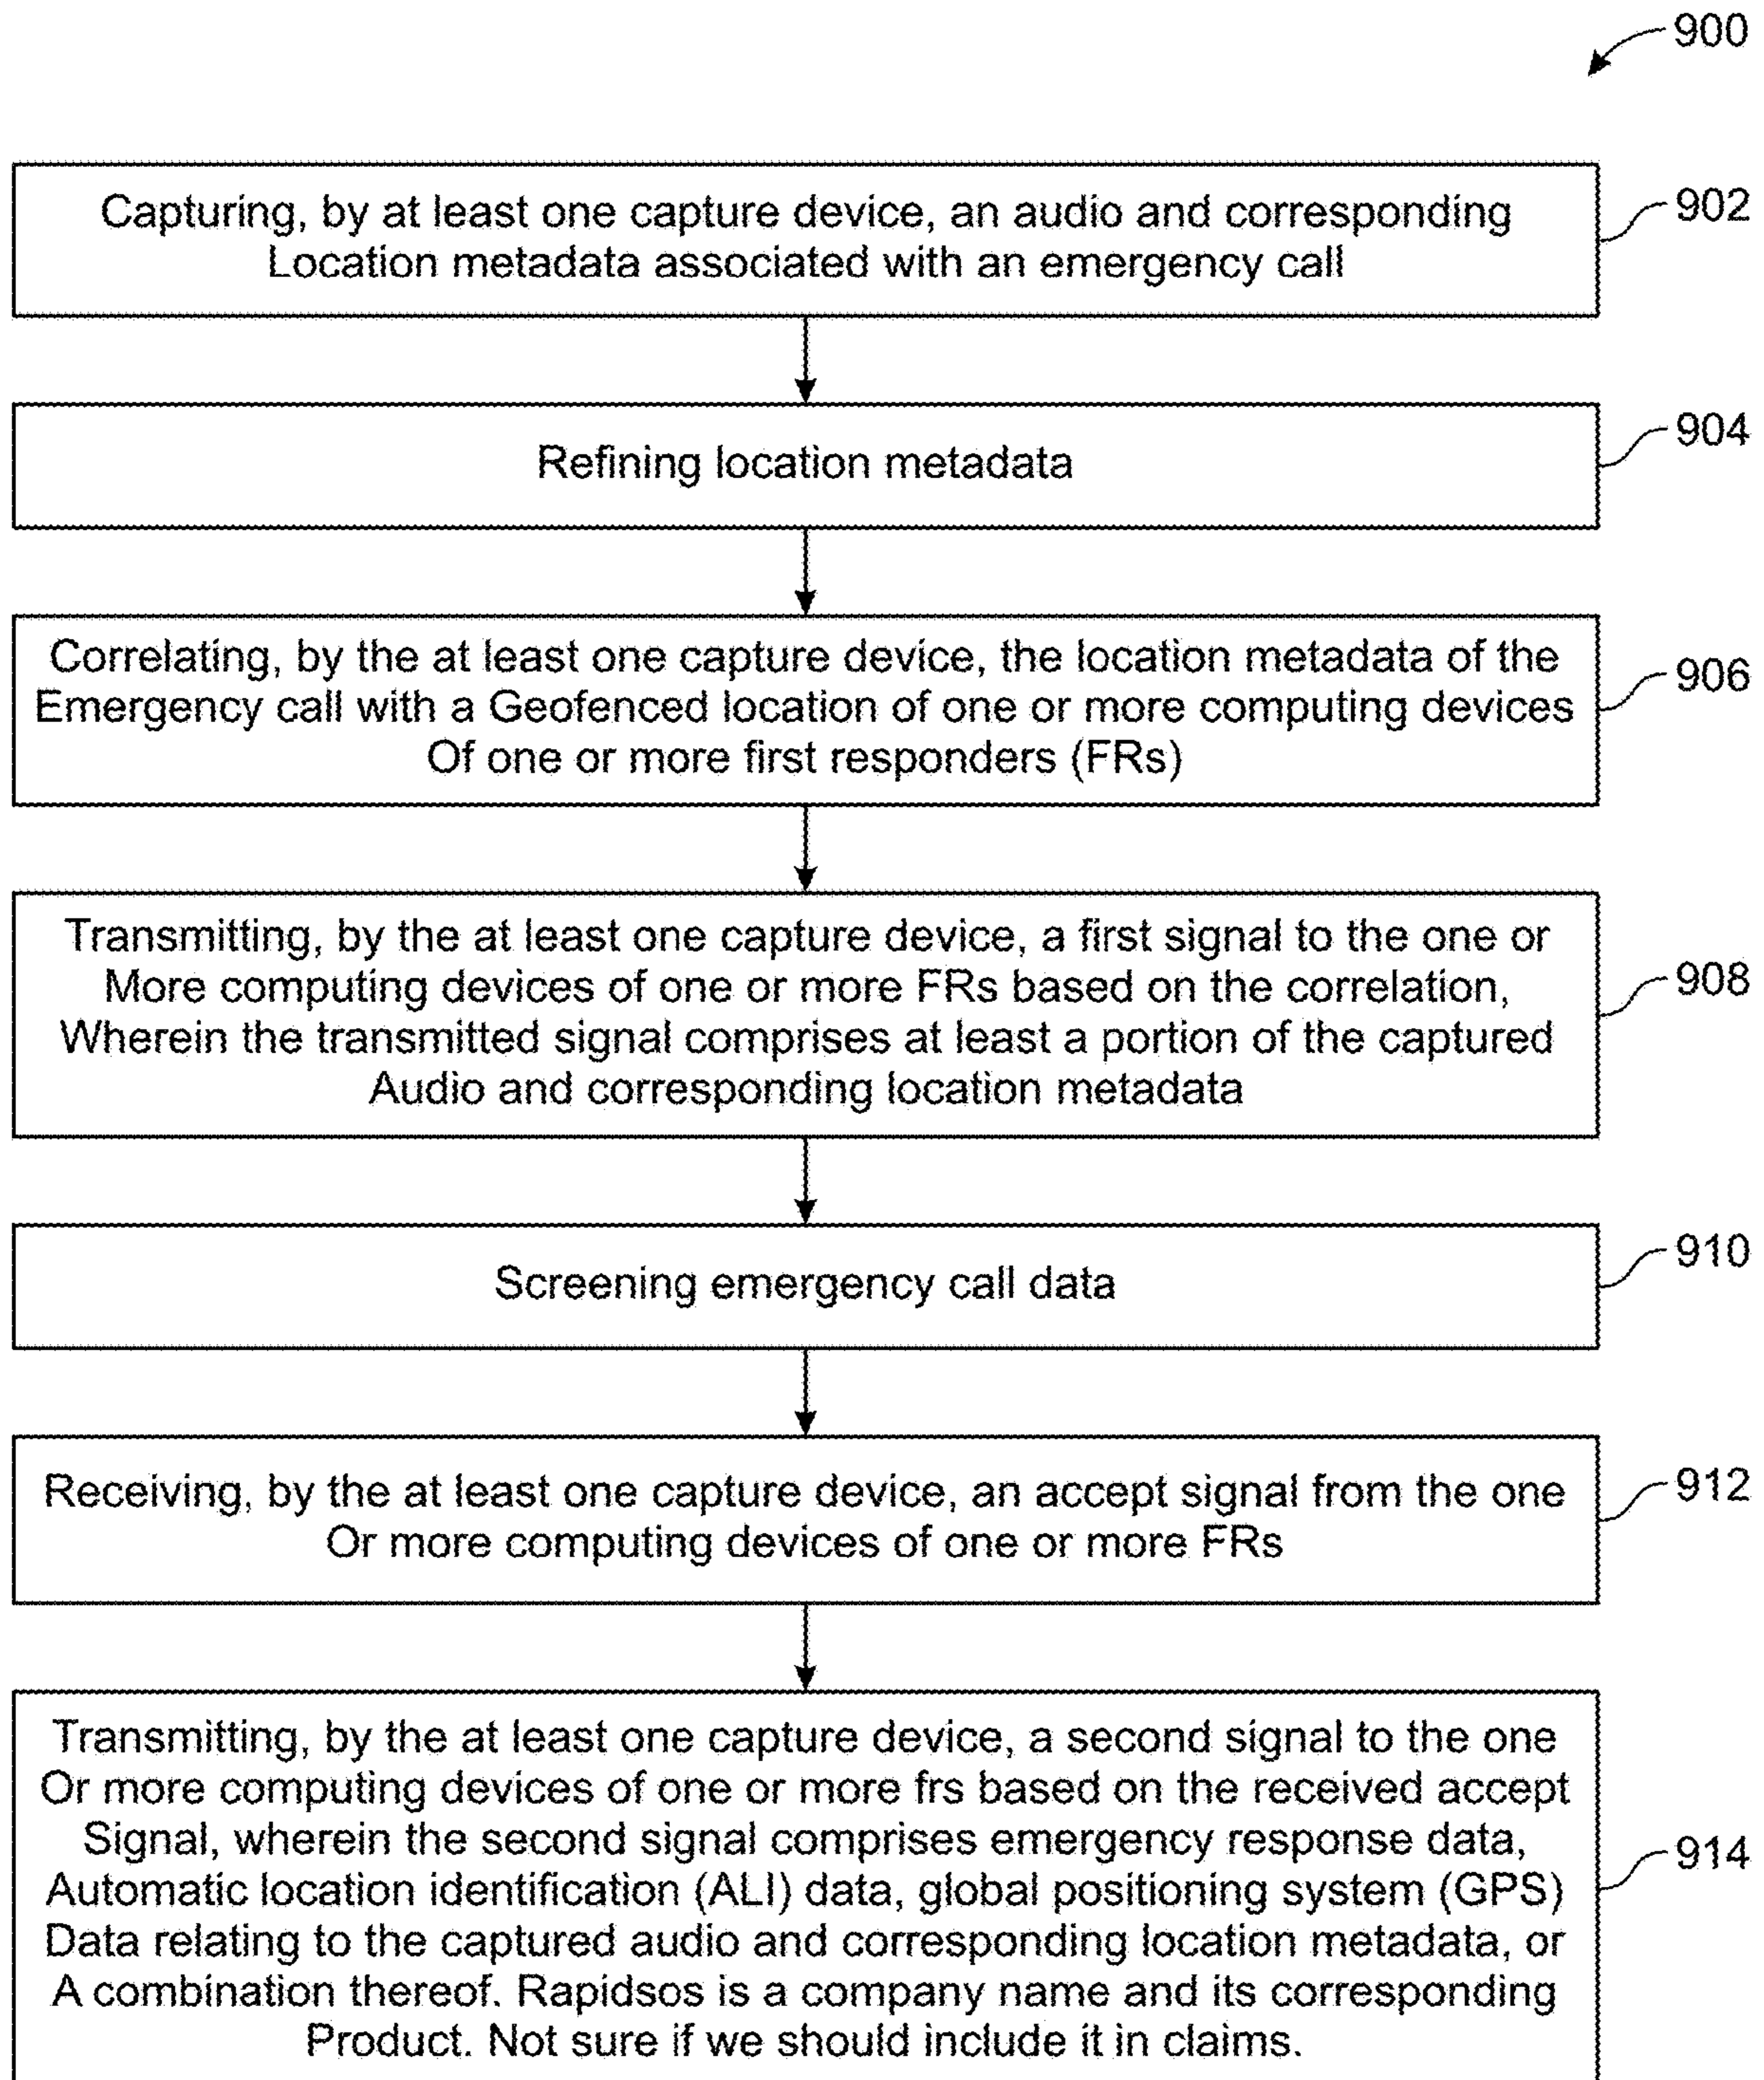 900
Capturing, by at least one capture device, an audio and corresponding
Location metadata associated with an emergency call
902
Refining location metadata
904
Correlating, by the at least one capture device, the location metadata of the
Emergency call with a Geofenced location of one or more computing devices
Of one or more first responders (FRs)
906
Transmitting, by the at least one capture device, a first signal to the one or
More computing devices of one or more FRs based on the correlation,
Wherein the transmitted signal comprises at least a portion of the captured
Audio and corresponding location metadata
908
Screening emergency call data
910
Receiving, by the at least one capture device, an accept signal from the one
Or more computing devices of one or more FRs
912
Transmitting, by the at least one capture device, a second signal to the one
Or more computing devices of one or more frs based on the received accept
Signal, wherein the second signal comprises emergency response data,
Automatic location identification (ALI) data, global positioning system (GPS)
Data relating to the captured audio and corresponding location metadata, or
A combination thereof. Rapidsos is a company name and its corresponding
Product. Not sure if we should include it in claims.
914